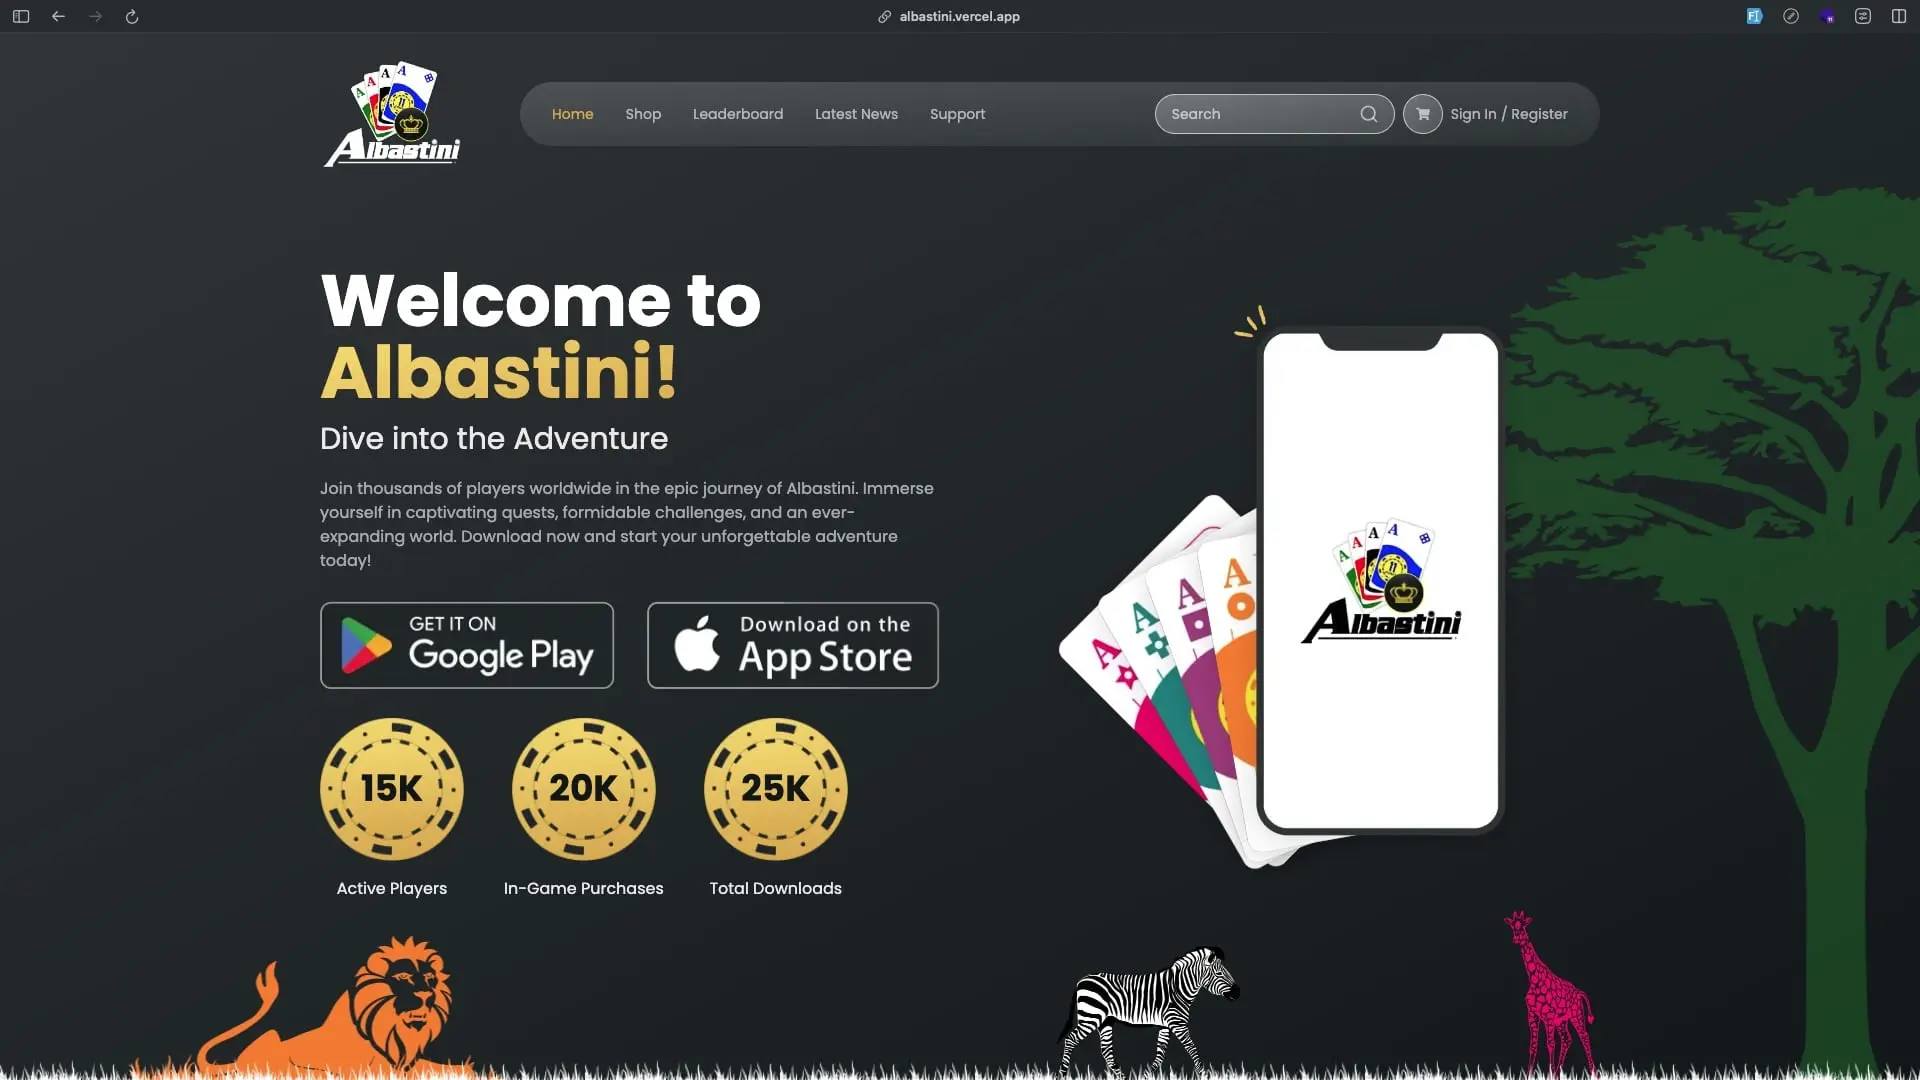 albastini.vercel.app
A A A A
Albastini
Home Shop Leaderboard Latest News Support
Search
Sign In / Register
Welcome to
Albastini!
Dive into the Adventure
Join thousands of players worldwide in the epic journey of Albastini. Immerse
yourself in captivating quests, formidable challenges, and an ever-
expanding world. Download now and start your unforgettable adventure
today!
GET IT ON
Google Play
Download on the
App Store
15K
20K
25K
Active Players
In-Game Purchases
Total Downloads
A A A A
A A A A
Albastini